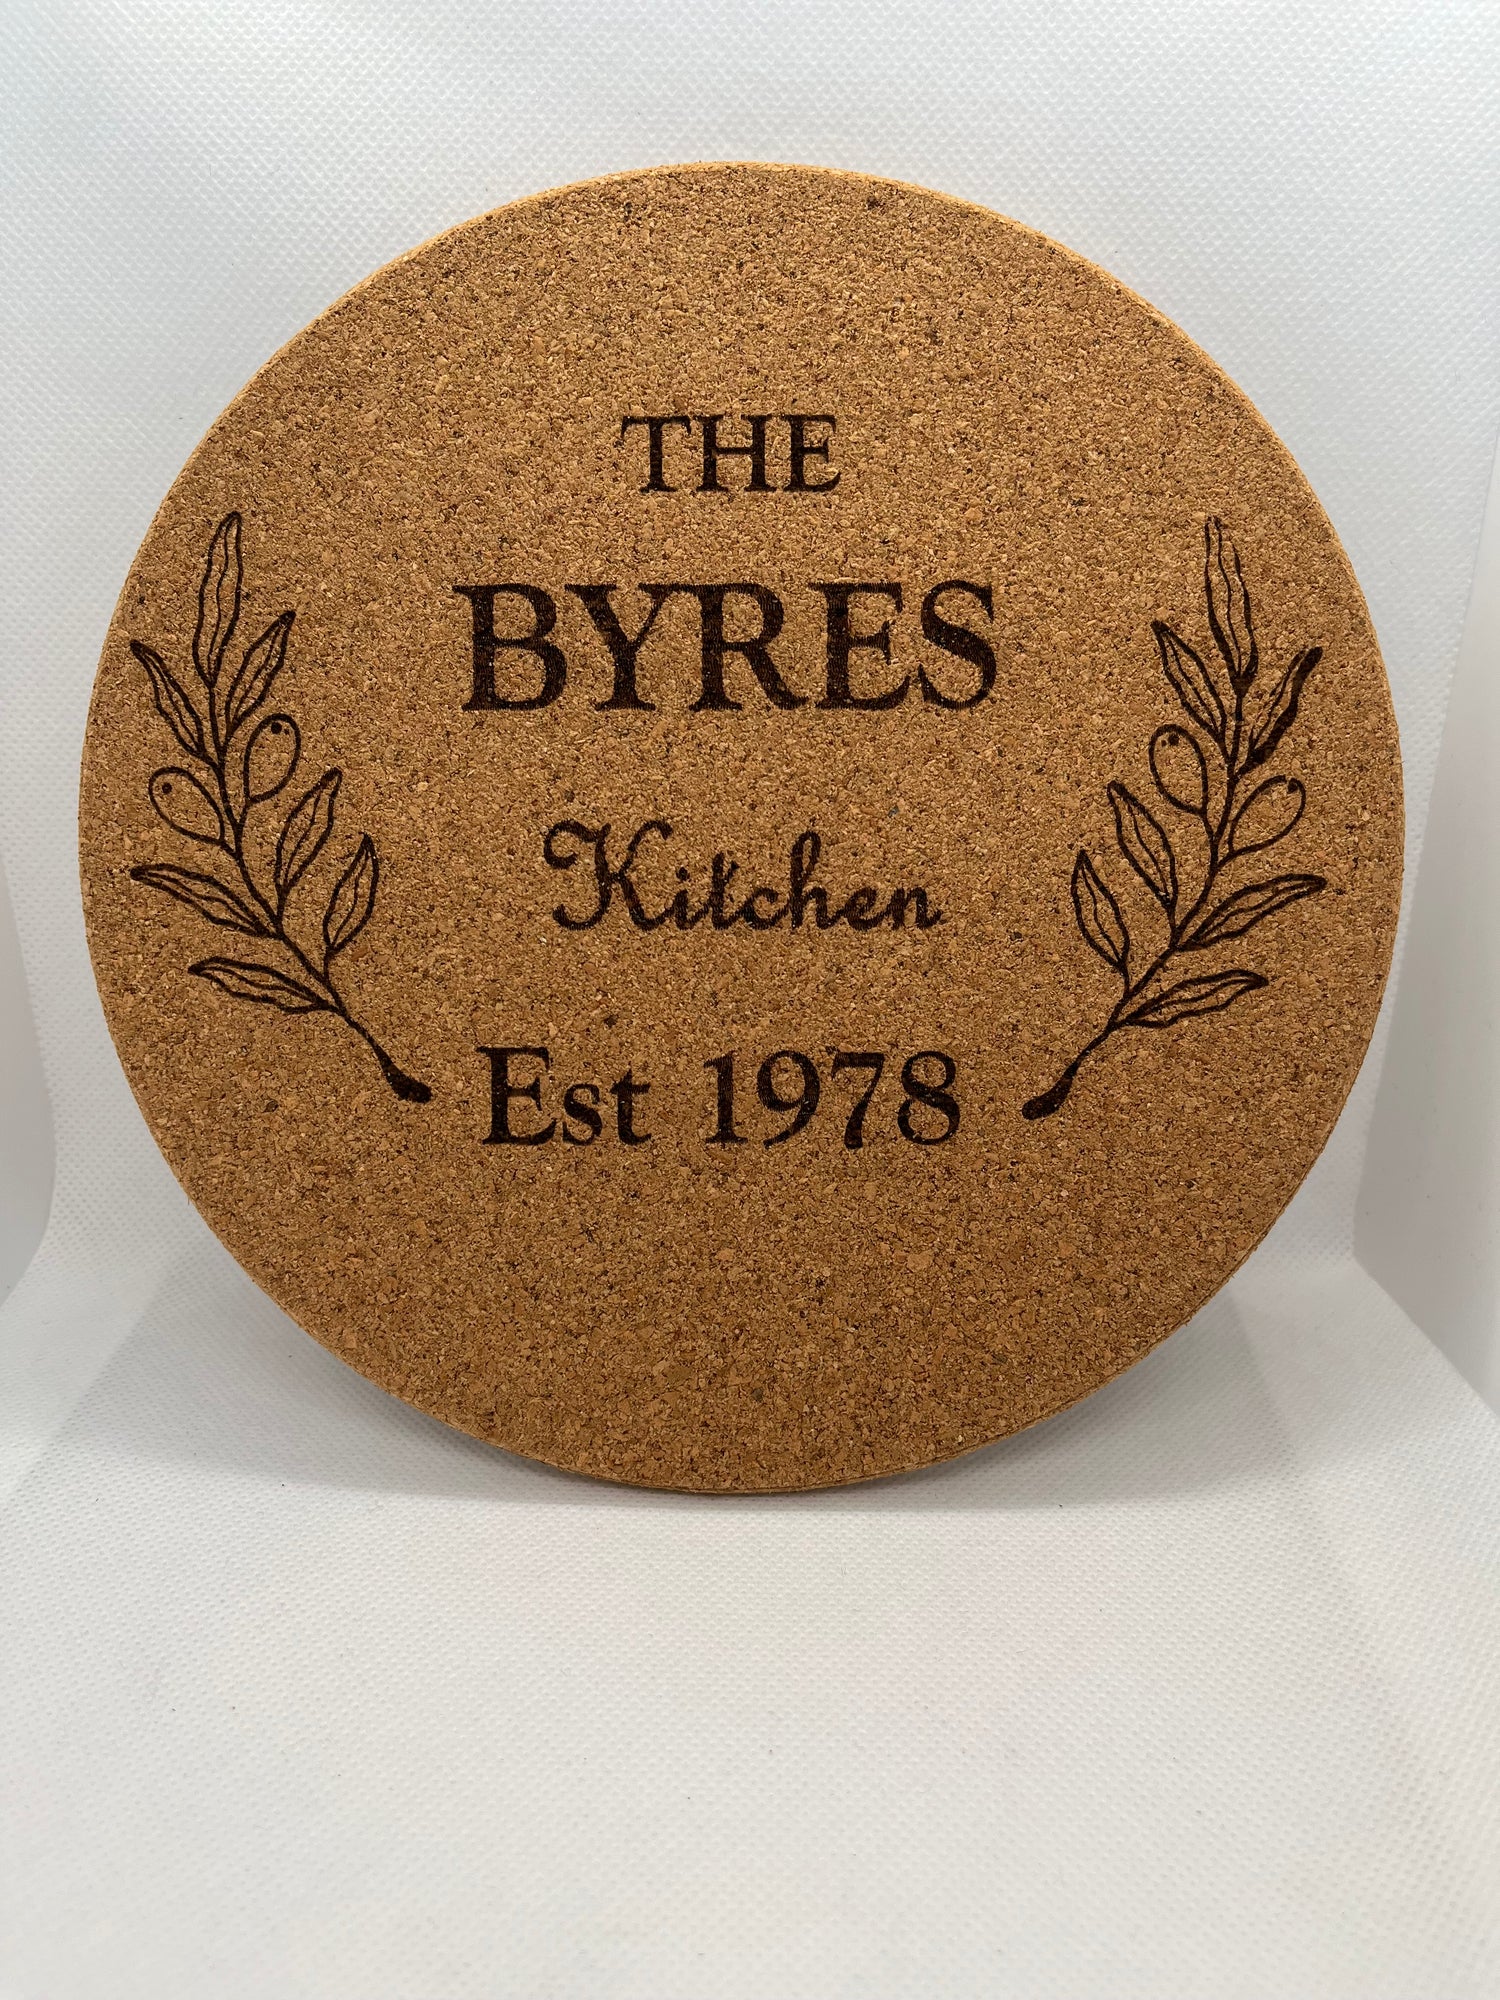 THE
BYRES
Kitchen
Est 1978